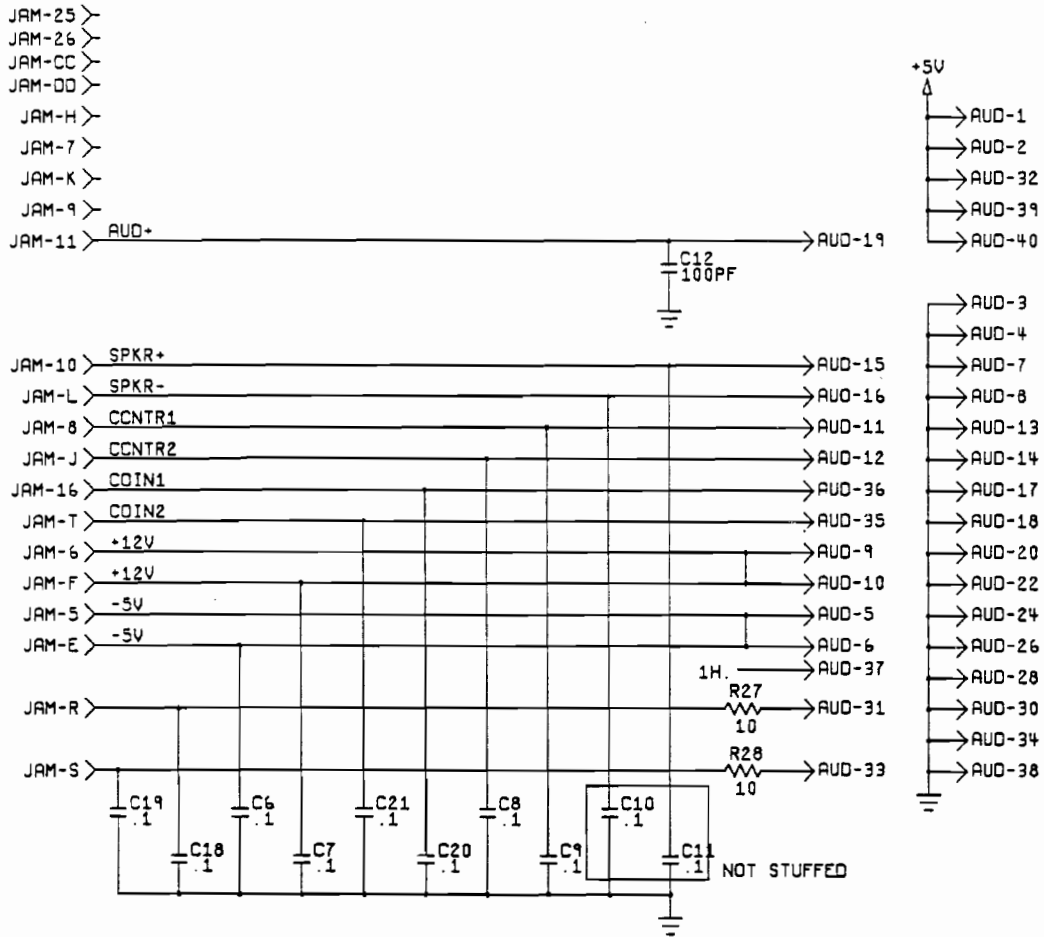 JAM-25
JAM-26
JAM-CC
JAM-DD
+5V
JAM-H
AUD-1
JAM-7
AUD-2
JAM-K
AUD-32
JAM-9
AUD-39
JAM-11 AUD+
AUD-19
AUD-40
C12
100PF
AUD-3
AUD-4
JAM-10 SPKR+
AUD-15
AUD-7
JAM-L SPKR-
AUD-16
AUD-8
JAM-8 CCNTR1
AUD-11
AUD-13
JAM-J CCNTR2
AUD-12
AUD-14
JAM-16 COIN1
AUD-36
AUD-17
JAM-T COIN2
AUD-35
AUD-18
JAM-6 +12V
AUD-9
AUD-20
JAM-F +12V
AUD-10
AUD-22
JAM-5 -5V
AUD-5
AUD-24
JAM-E -5V
AUD-6
AUD-26
1H.
AUD-37
AUD-28
JAM-R
R27
10
AUD-31
AUD-30
AUD-34
JAM-S
R28
10
AUD-33
AUD-38
C19
.1
C6
.1
C21
.1
C8
.1
C10
.1
C18
.1
C7
.1
C20
.1
C9
.1
C11
.1
NOT STUFFED